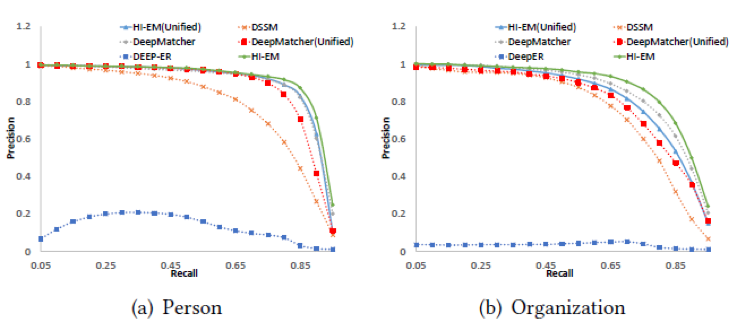 HI-EM(Unified) DSSM
DeepMatcher DeepMatcher(Unified)
DEEP-ER HI-EM
1.2
1
0.8
0.6
0.4
0.2
0
Precision
0.05 0.25 0.45 0.65 0.85
Recall
(a) Person
HI-EM(Unified) DSSM
DeepMatcher DeepMatcher(Unified)
DeepER HI-EM
1.2
1
0.8
0.6
0.4
0.2
0
Precision
0.05 0.25 0.45 0.65 0.85
Recall
(b) Organization